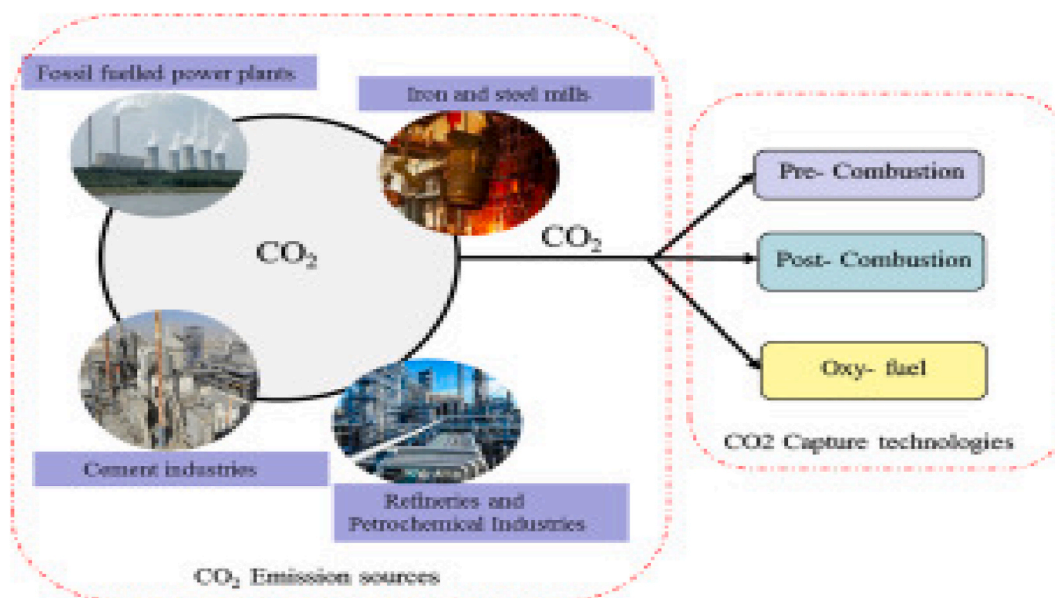 Fossil fuelled power plants
Iron and steel mills
CO₂
CO₂
Pre- Combustion
Post- Combustion
Oxy- fuel
CO2 Capture technologies
Cement industries
Refineries and
Petrochemical Industries
CO₂ Emission sources